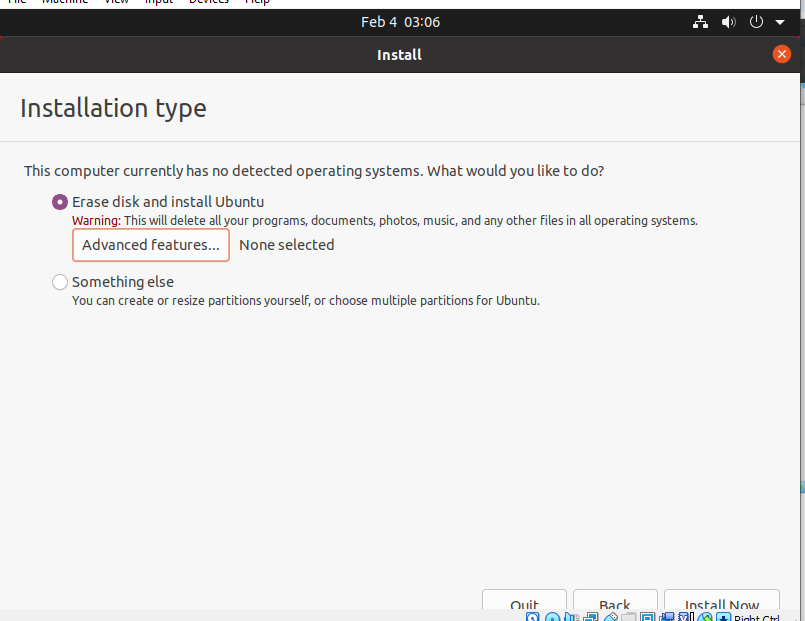 File Machine View Input Devices Help
Feb 4 03:06
Install
Installation type
This computer currently has no detected operating systems. What would you like to do?
Erase disk and install Ubuntu
Warning: This will delete all your programs, documents, photos, music, and any other files in all operating systems.
Advanced features... None selected
Something else
You can create or resize partitions yourself, or choose multiple partitions for Ubuntu.
Quit Back Install Now
Right Ctrl